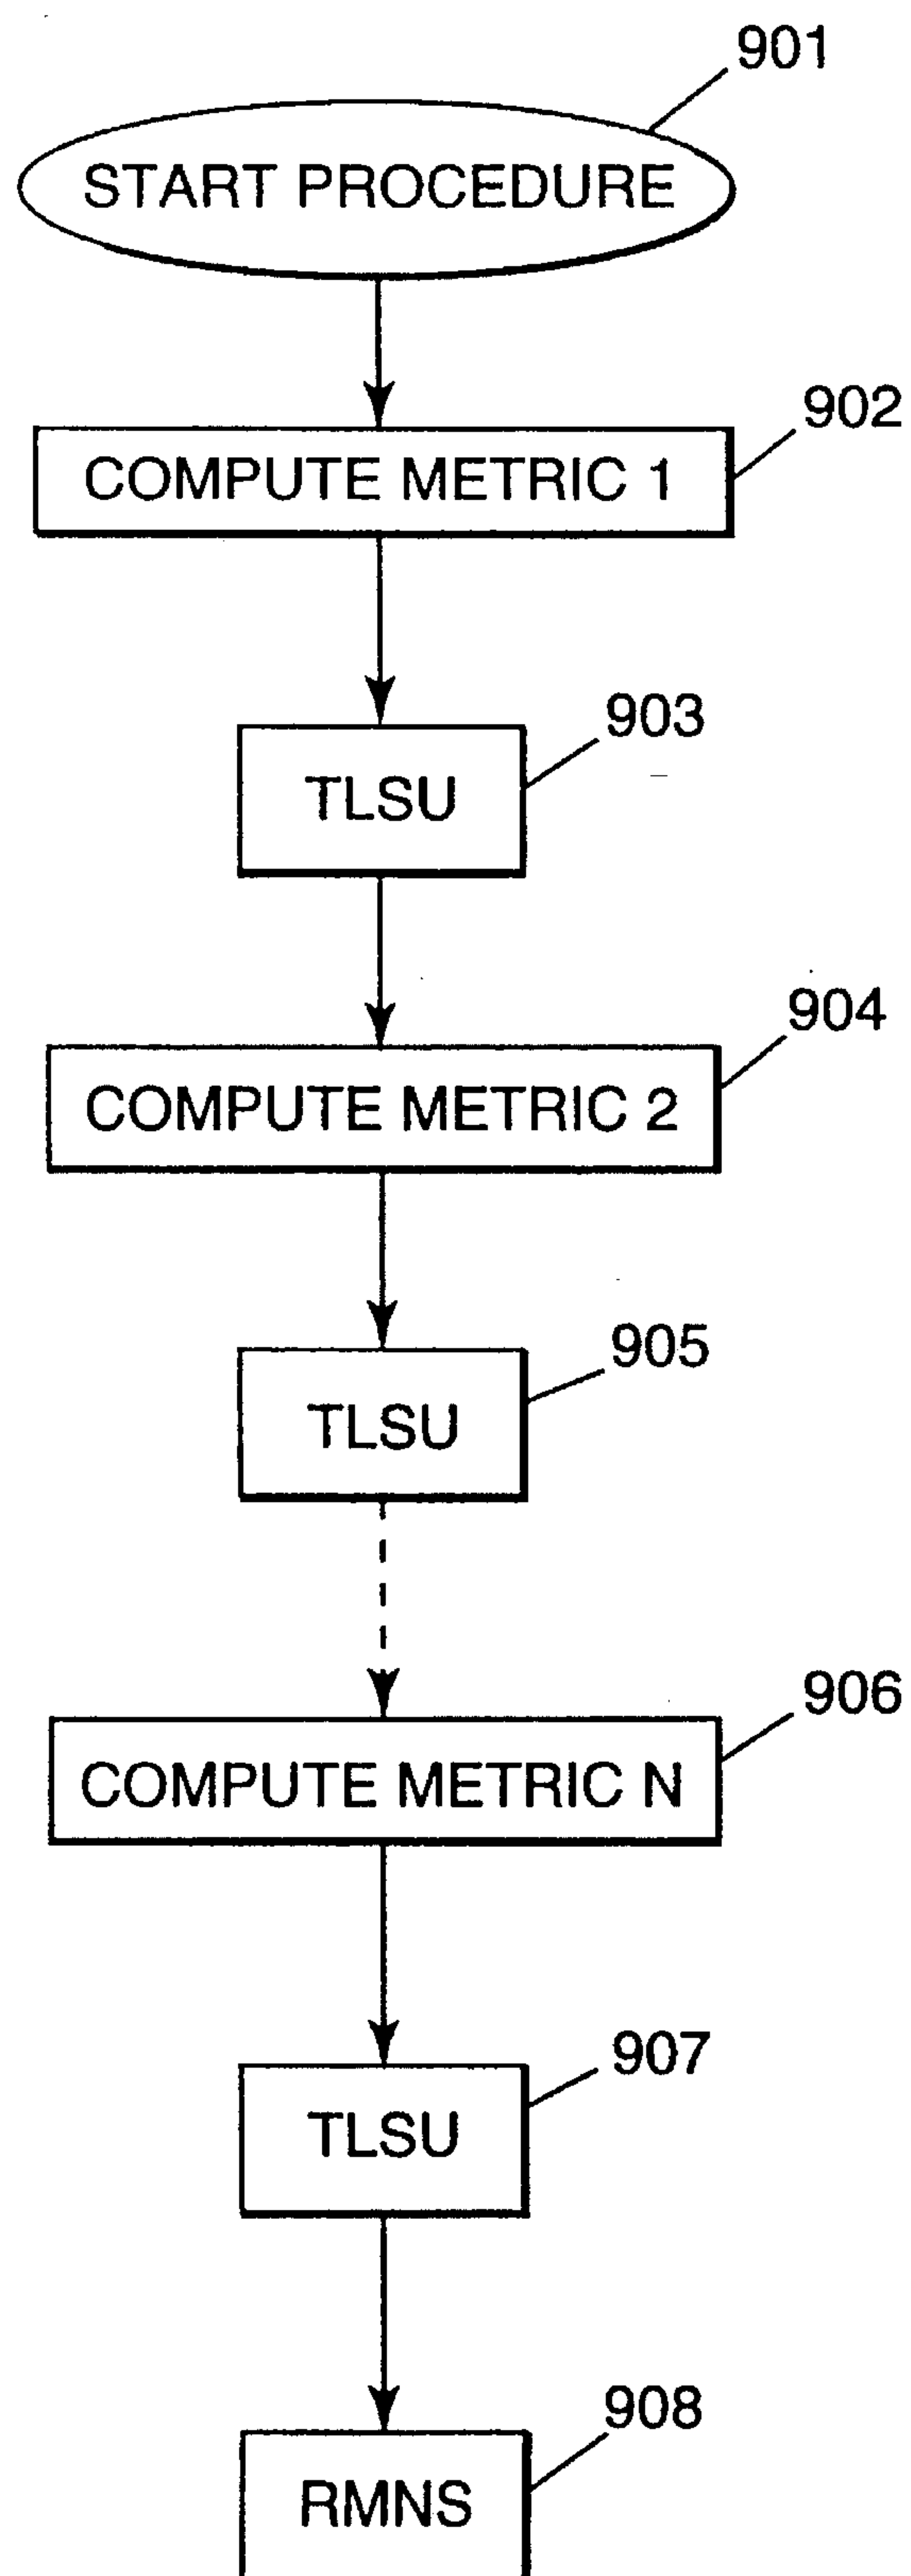 901
START PROCEDURE
902
COMPUTE METRIC 1
903
TLSU
904
COMPUTE METRIC 2
905
TLSU
906
COMPUTE METRIC N
907
TLSU
908
RMNS